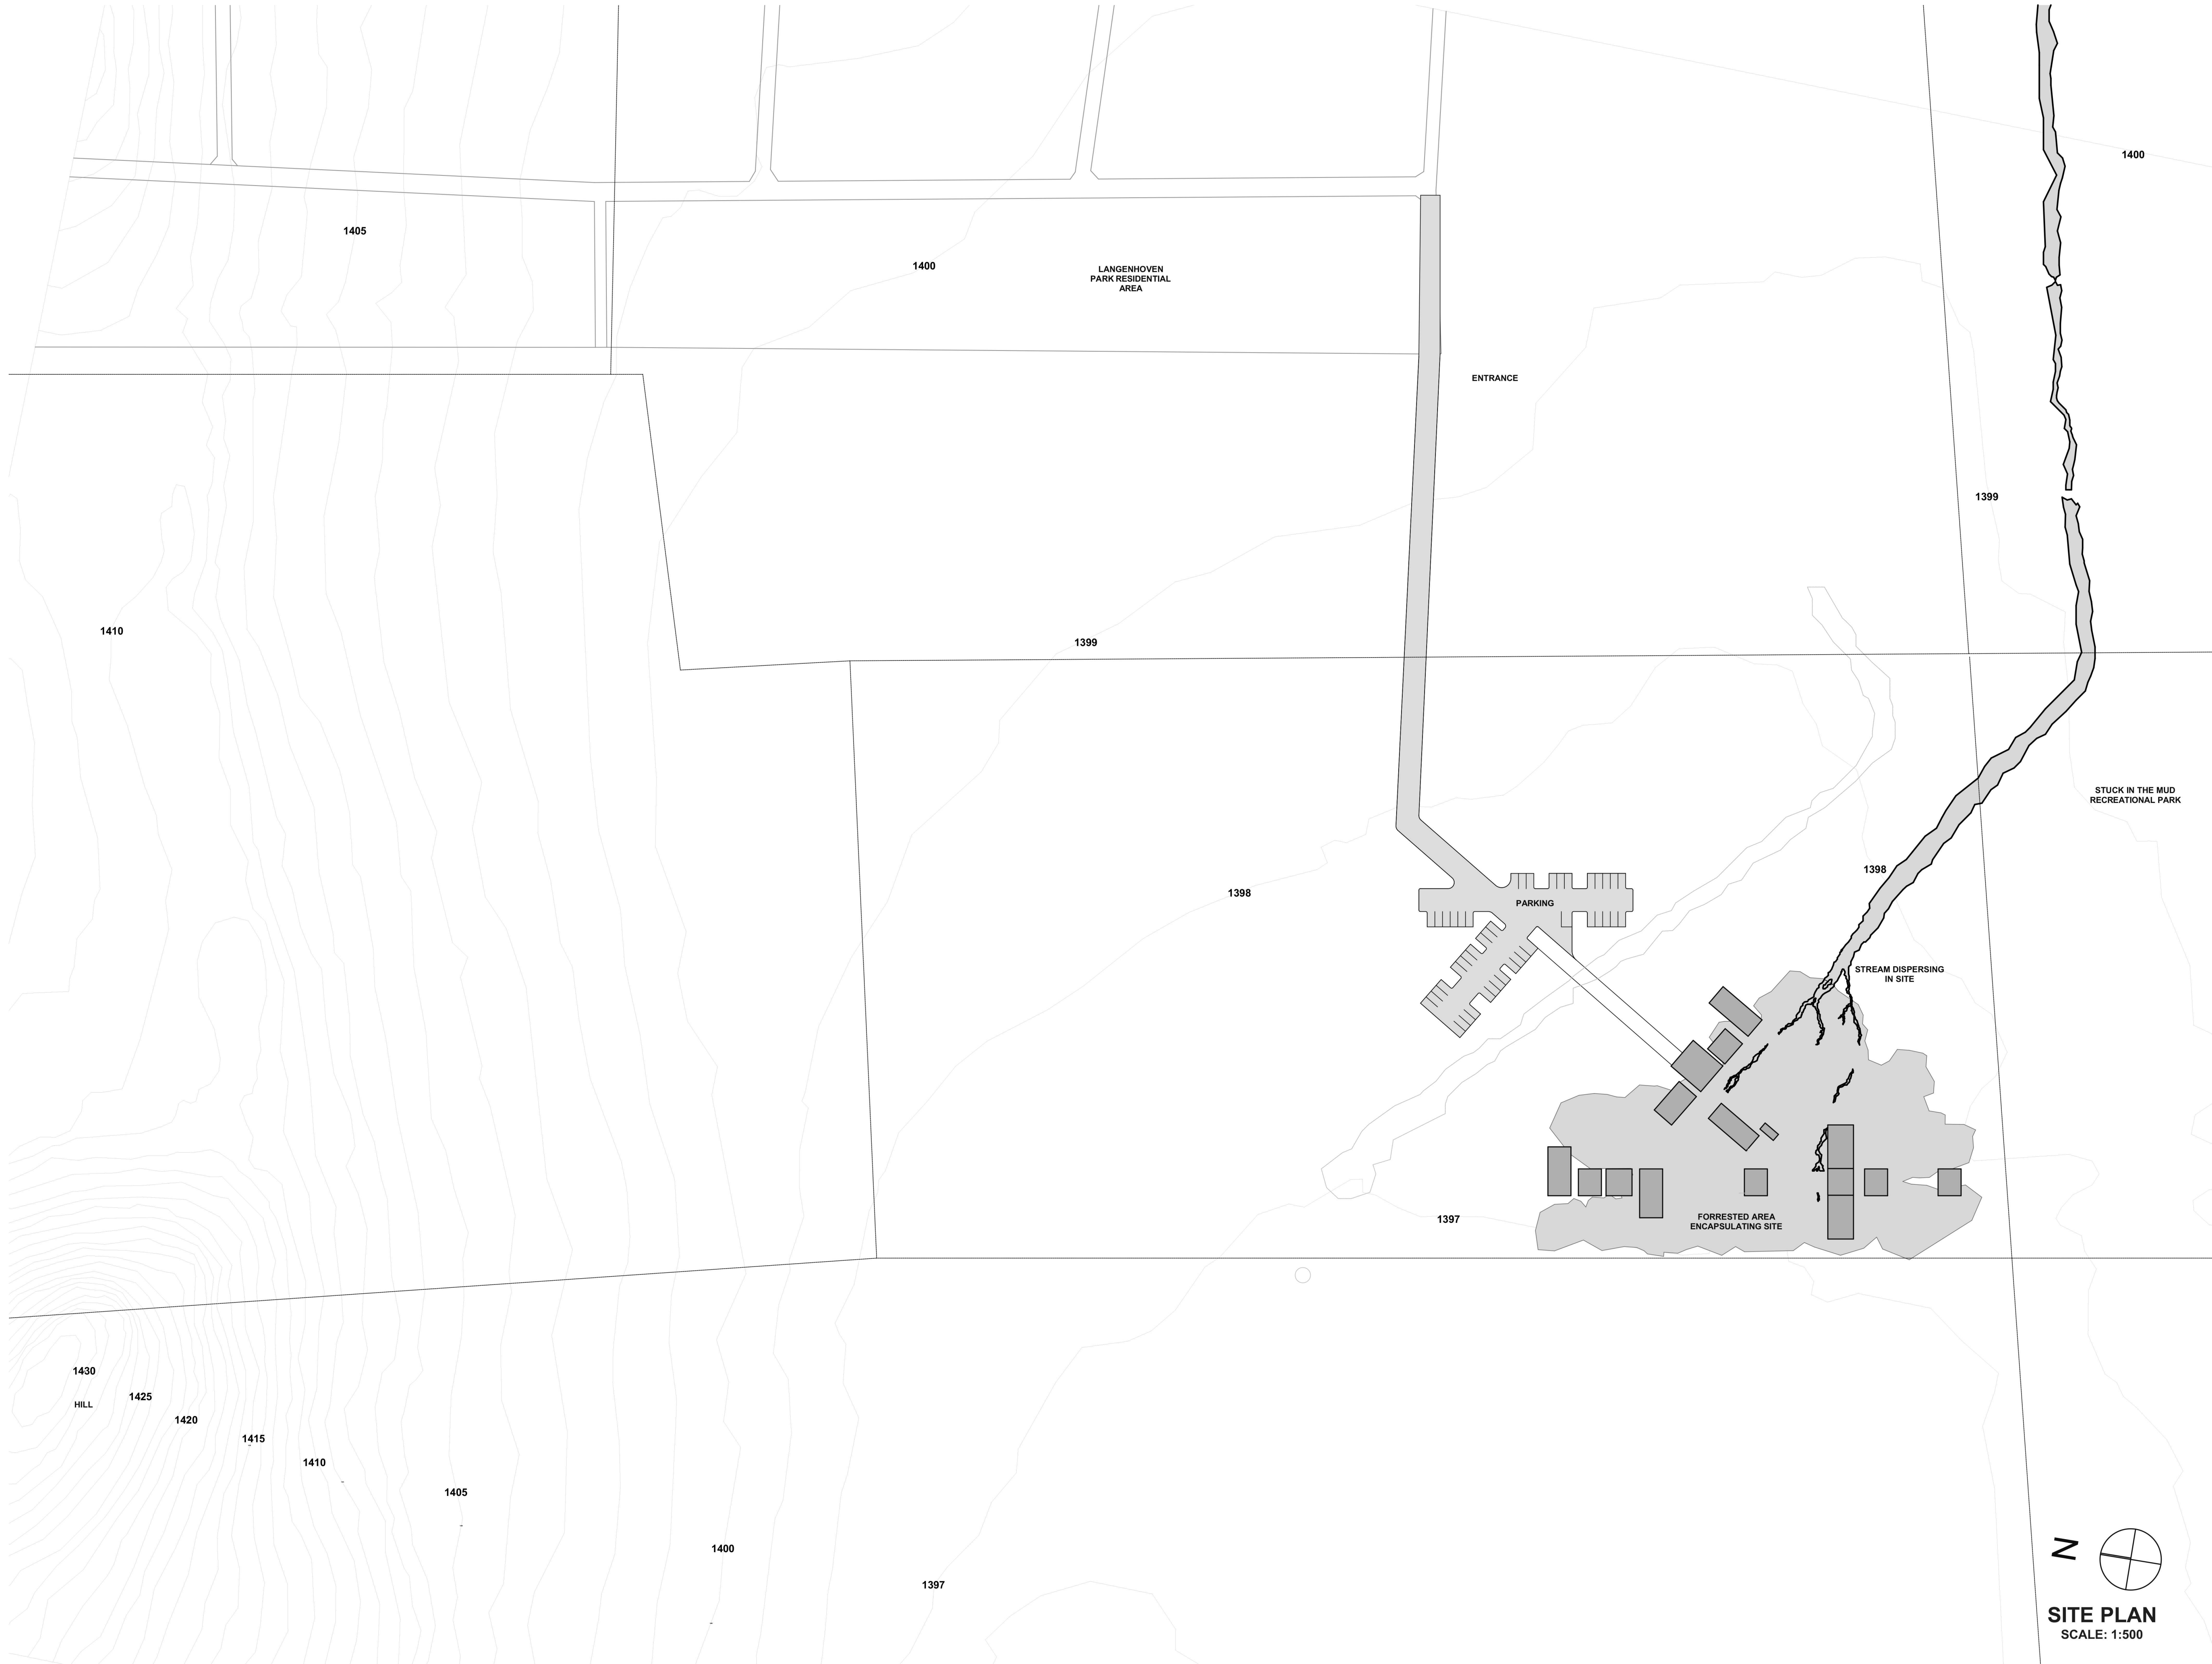 1400
1405
1400
LANGENHOVEN
PARK RESIDENTIAL
AREA
ENTRANCE
1399
1410
1399
STUCK IN THE MUD
RECREATIONAL PARK
1398
1398
PARKING
STREAM DISPERSING
IN SITE
1397
FORRESTED AREA
ENCAPSULATING SITE
1430
HILL
1425
1420
1415
1410
1405
1400
1397
N
SITE PLAN
SCALE: 1:500